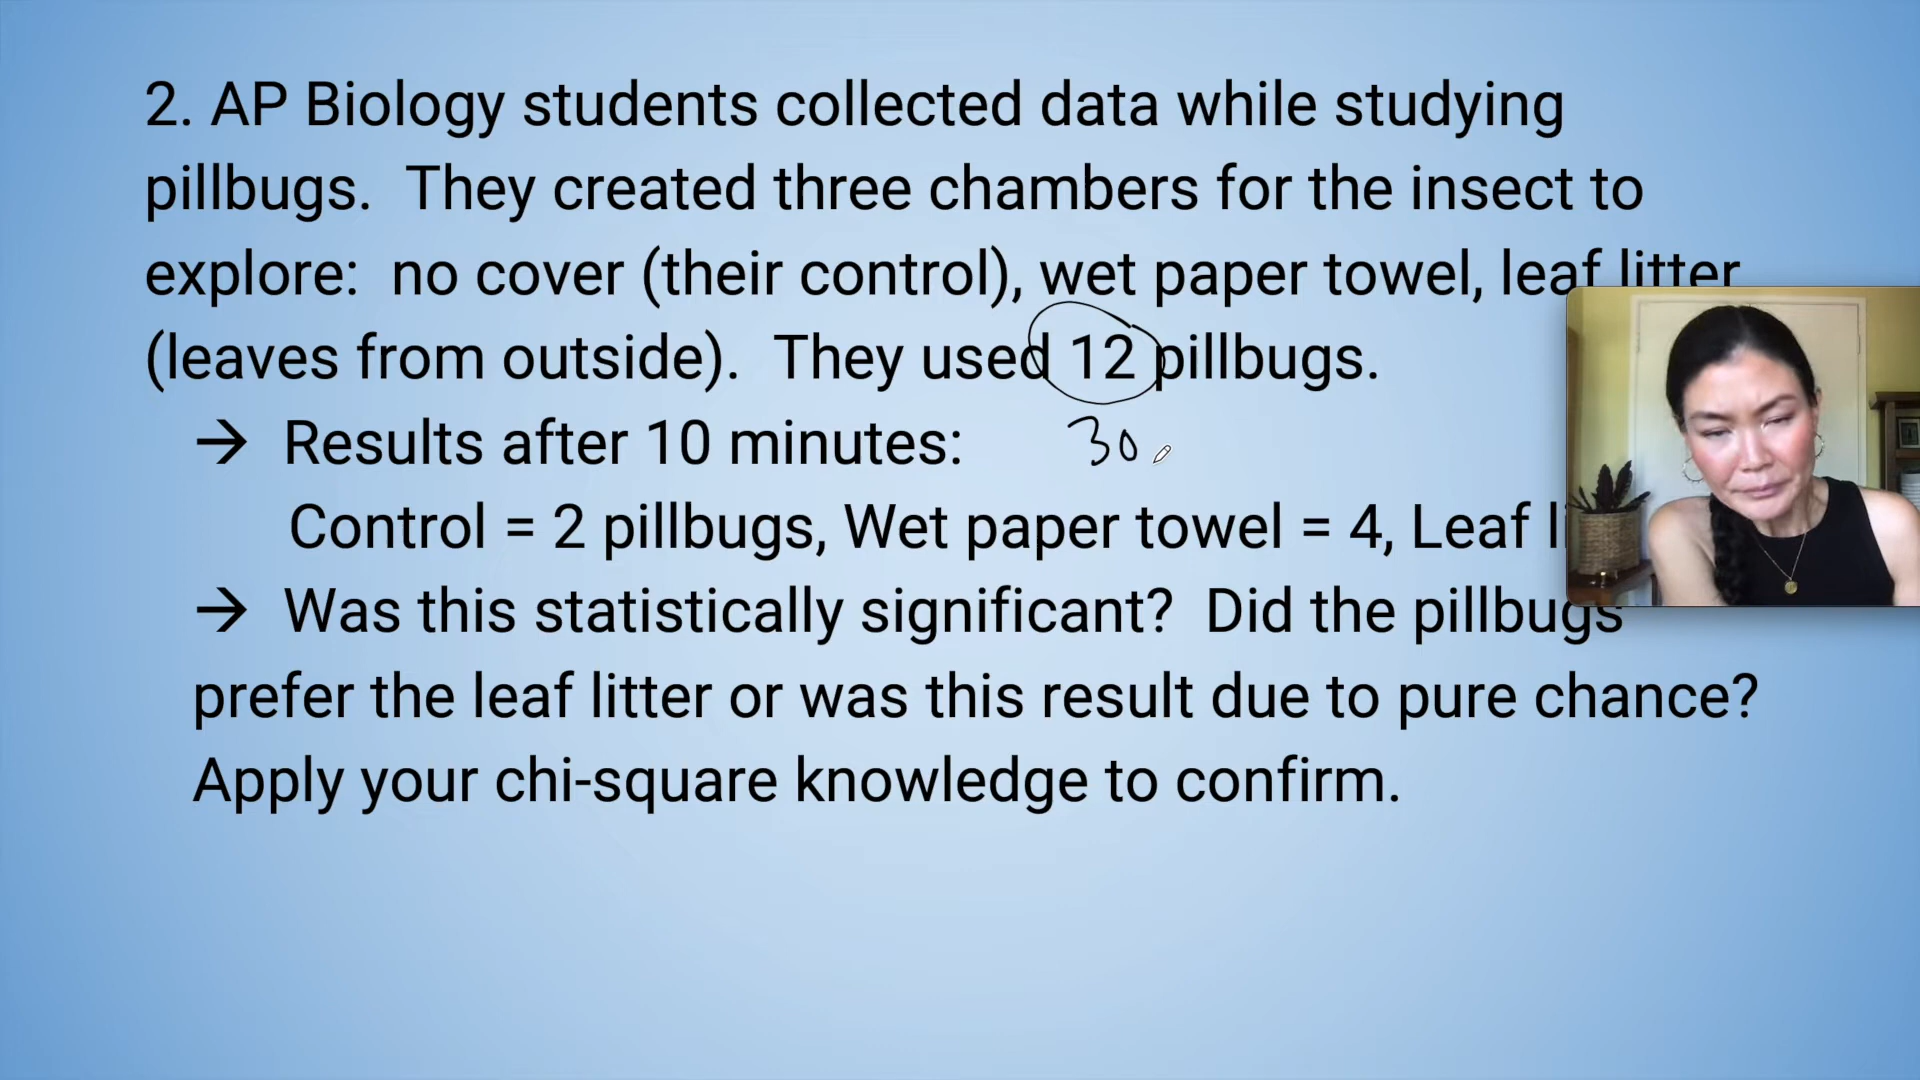 2. AP Biology students collected data while studying
pillbugs. They created three chambers for the insect to
explore: no cover (their control), wet paper towel, leaf litter
(leaves from outside). They used 12 pillbugs.
→ Results after 10 minutes:
30
Control = 2 pillbugs, Wet paper towel = 4, Leaf
→ Was this statistically significant? Did the pillbugs
prefer the leaf litter or was this result due to pure chance?
Apply your chi-square knowledge to confirm.